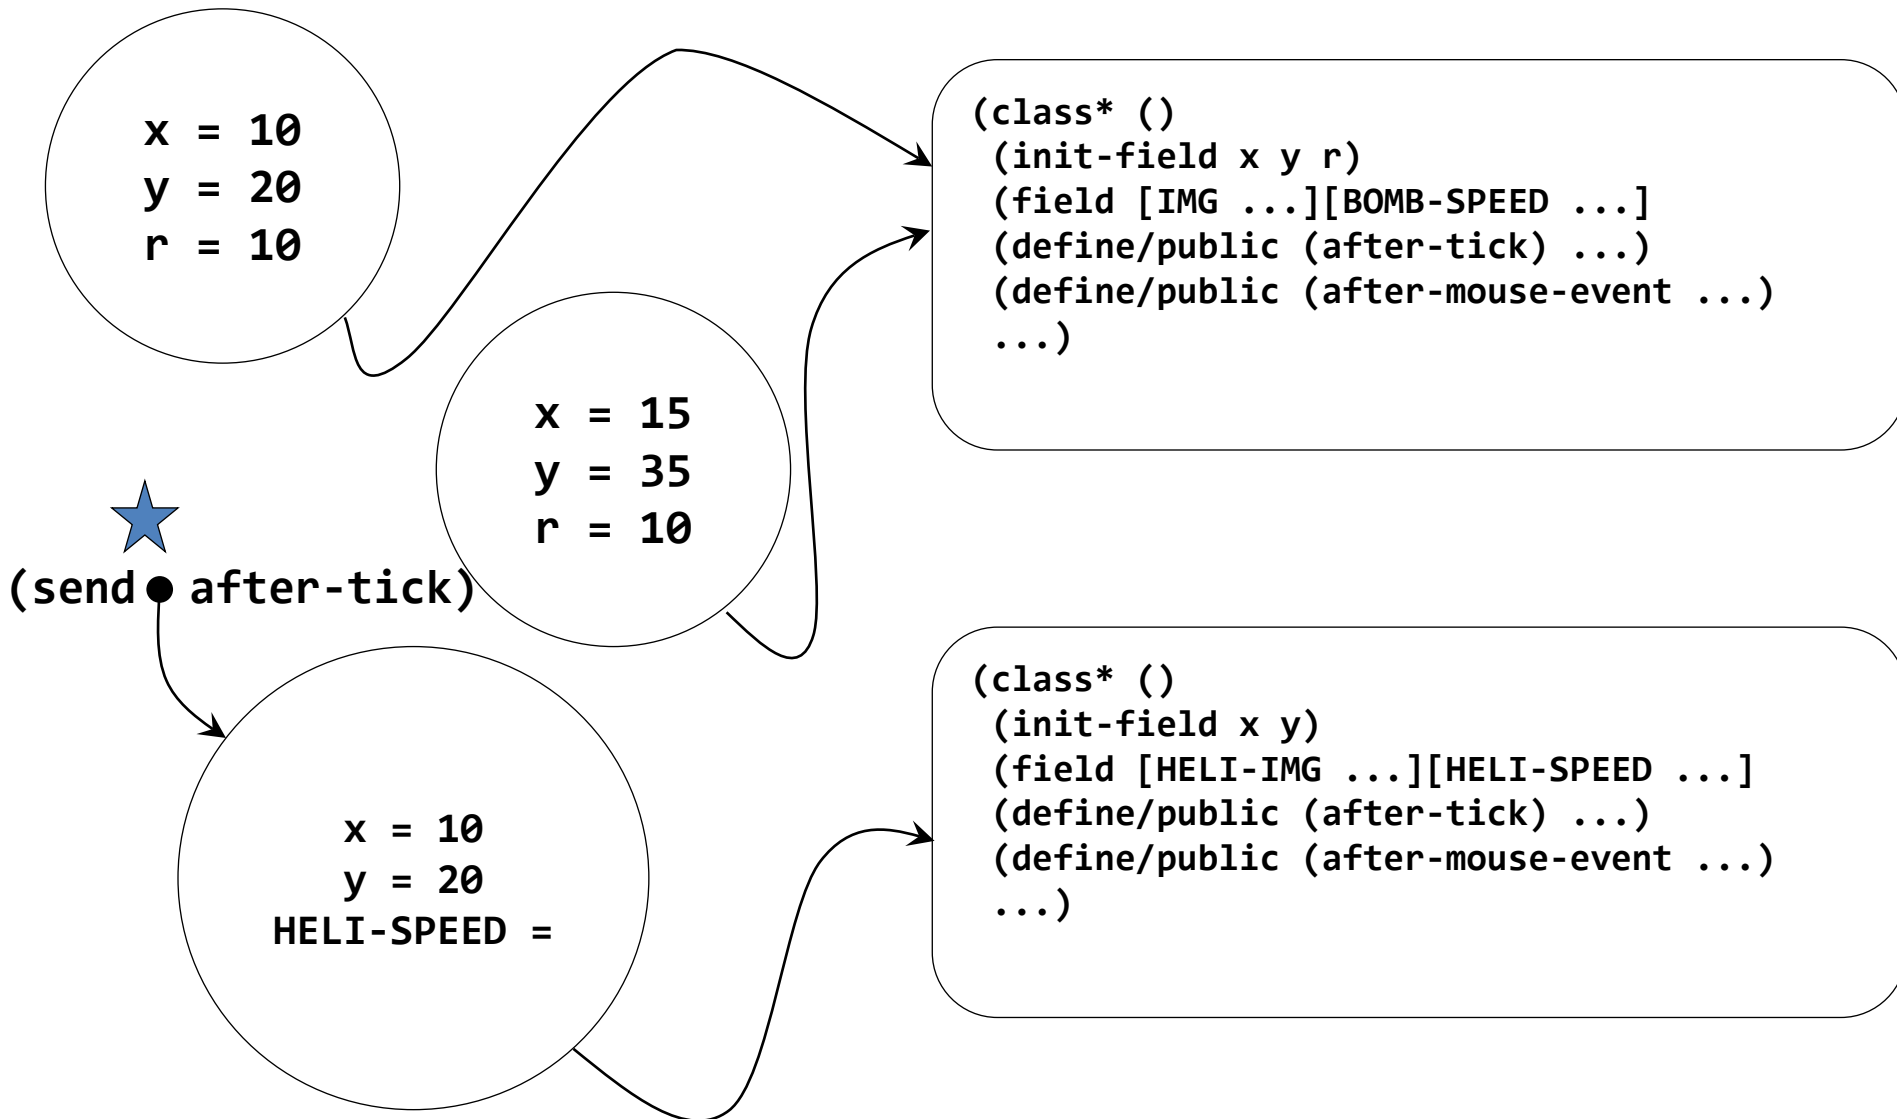 x = 10
y = 20
r = 10
(class* ()
(init-field x y r)
(field [IMG ...][BOMB-SPEED ...]
(define/public (after-tick) ...)
(define/public (after-mouse-event ...)
...)
x = 15
y = 35
r = 10
(send after-tick)
x = 10
y = 20
HELI-SPEED =
(class* ()
(init-field x y)
(field [HELI-IMG ...][HELI-SPEED ...]
(define/public (after-tick) ...)
(define/public (after-mouse-event ...)
...)